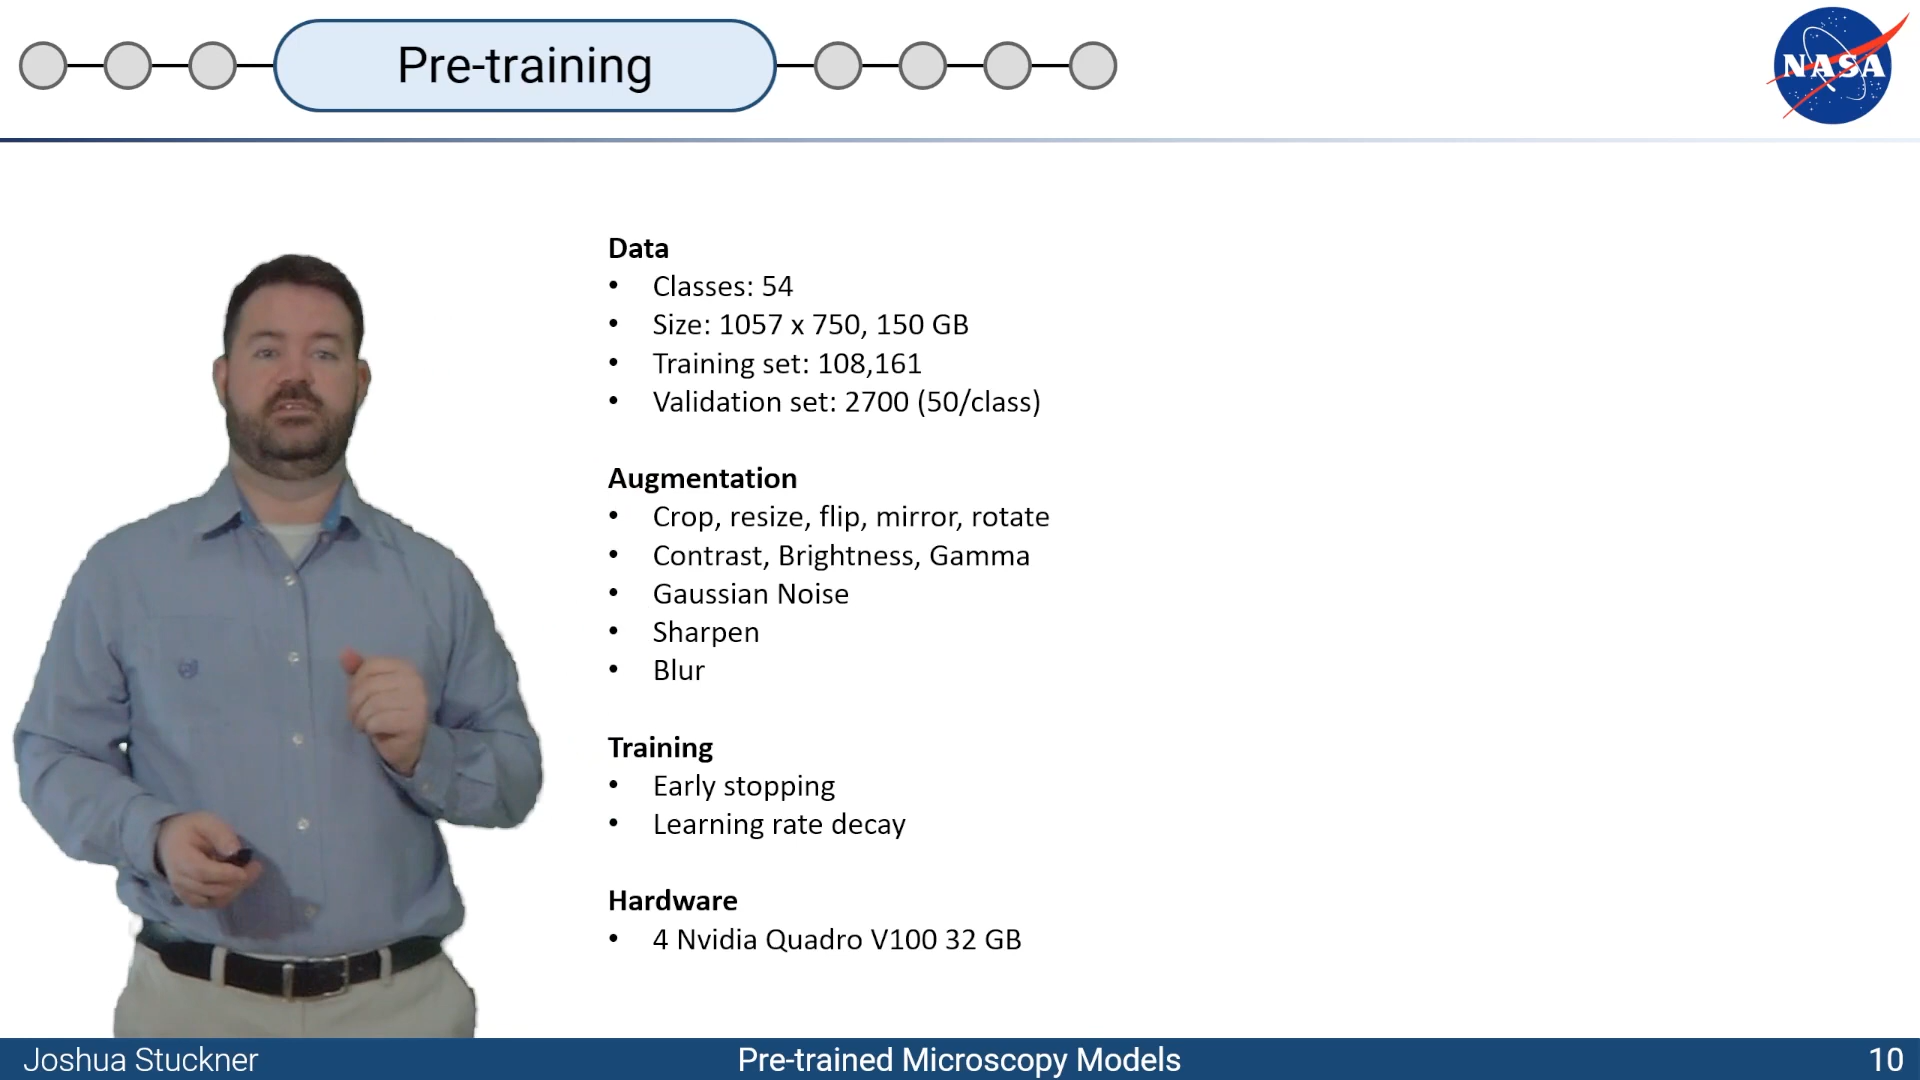 Pre-training
NASA
Data
• Classes: 54
• Size: 1057 x 750, 150 GB
• Training set: 108,161
• Validation set: 2700 (50/class)
Augmentation
• Crop, resize, flip, mirror, rotate
• Contrast, Brightness, Gamma
• Gaussian Noise
• Sharpen
• Blur
Training
• Early stopping
• Learning rate decay
Hardware
• 4 Nvidia Quadro V100 32 GB
Joshua Stuckner
Pre-trained Microscopy Models
10